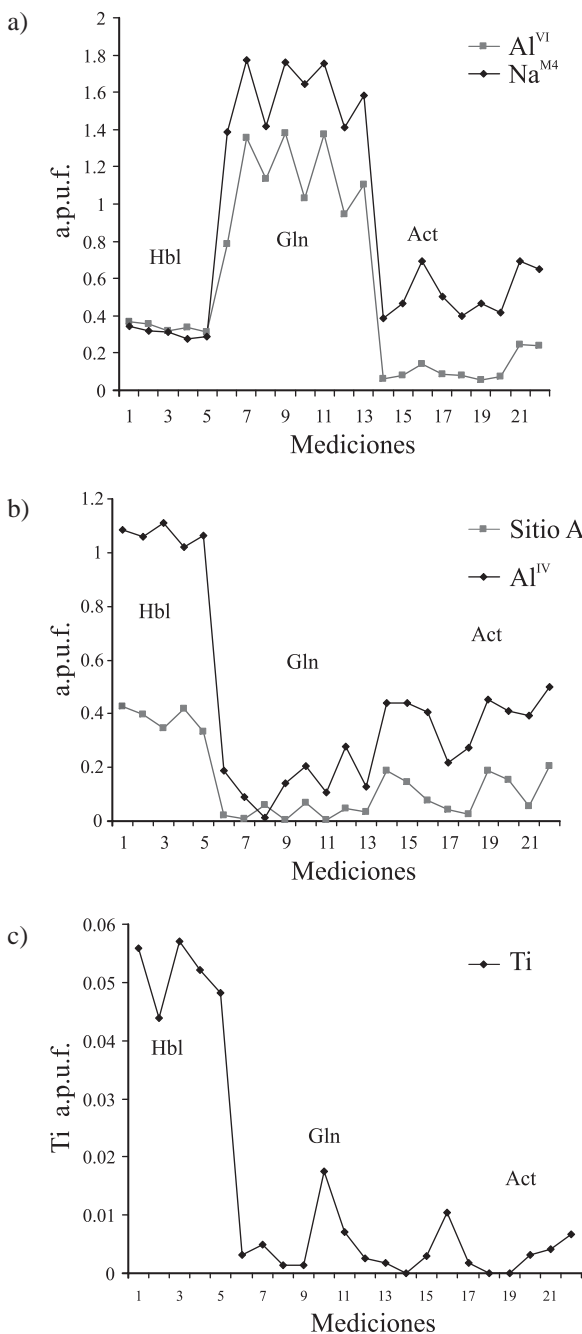 a)
2
1.8
1.6
1.4
1.2
1
0.8
0.6
0.4
0.2
0
a.p.u.f.
Al^VI
Na^M4
Hbl
Gln
Act
1 3 5 7 9 11 13 15 17 19 21
Mediciones
b)
1.2
1
0.8
0.6
0.4
0.2
0
a.p.u.f.
Sitio A
Al^IV
Hbl
Gln
Act
1 3 5 7 9 11 13 15 17 19 21
Mediciones
c)
0.06
0.05
0.04
0.03
0.02
0.01
0
Ti a.p.u.f.
Ti
Hbl
Gln
Act
1 3 5 7 9 11 13 15 17 19 21
Mediciones